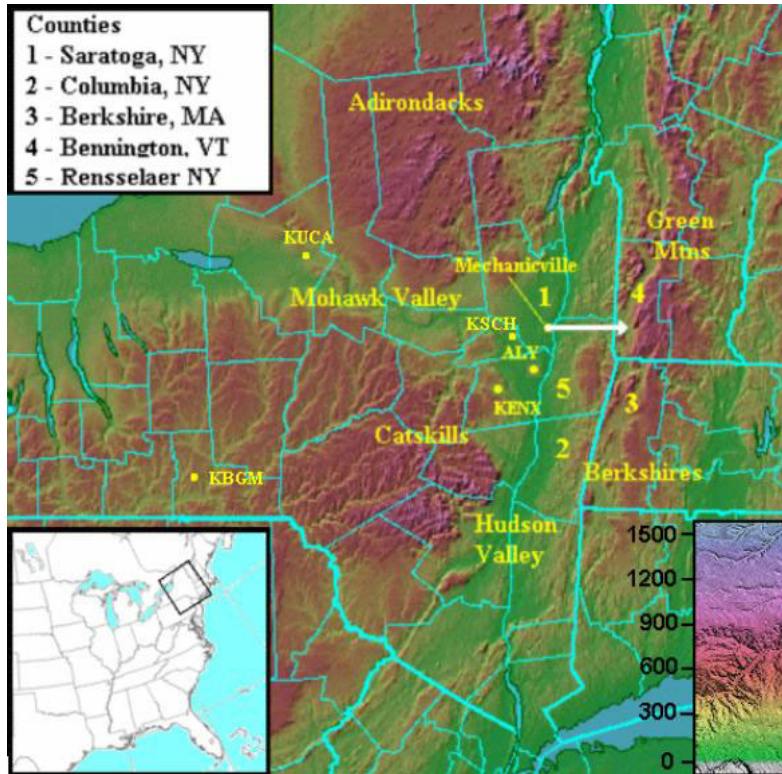 Counties
1 - Saratoga, NY
2 - Columbia, NY
3 - Berkshire, MA
4 - Bennington, VT
5 - Rensselaer NY
Adirondacks
Green
Mtns
KUCA
Mechanicville
Mohawk Valley
1
4
KSCH
ALY
5
3
KENX
Catskills
2
Berkshires
KBGM
Hudson
Valley
1500
1200
900
600
300
0